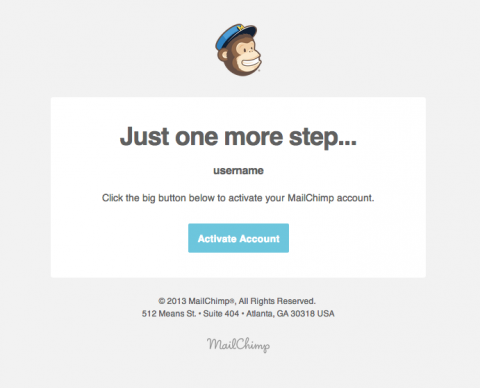 Just one more step...
username
Click the big button below to activate your MailChimp account.
Activate Account
© 2013 MailChimp®, All Rights Reserved.
512 Means St. • Suite 404 • Atlanta, GA 30318 USA
MailChimp